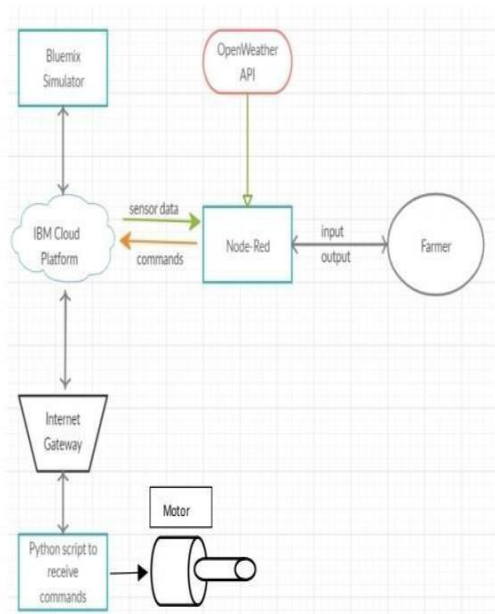 Bluemix
Simulator
OpenWeather
API
IBM Cloud
Platform
sensor data
commands
Node-Red
input
output
Farmer
Internet
Gateway
Motor
Python script to
receive
commands